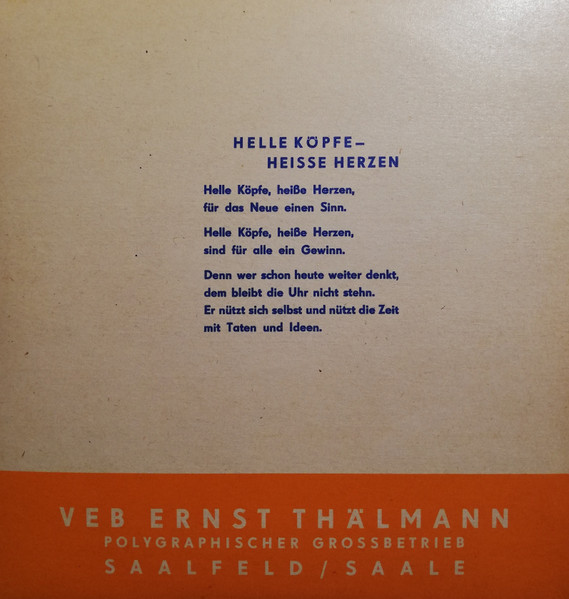 HELLE KÖPFE –
HEISSE HERZEN
Helle Köpfe, heiße Herzen,
für das Neue einen Sinn.
Helle Köpfe, heiße Herzen,
sind für alle ein Gewinn.
Denn wer schon heute weiter denkt,
dem bleibt die Uhr nicht stehn.
Er nützt sich selbst und nützt die Zeit
mit Taten und Ideen.
VEB ERNST THÄLMANN
POLYGRAPHISCHER GROSSBETRIEB
SAALFELD / SAALE